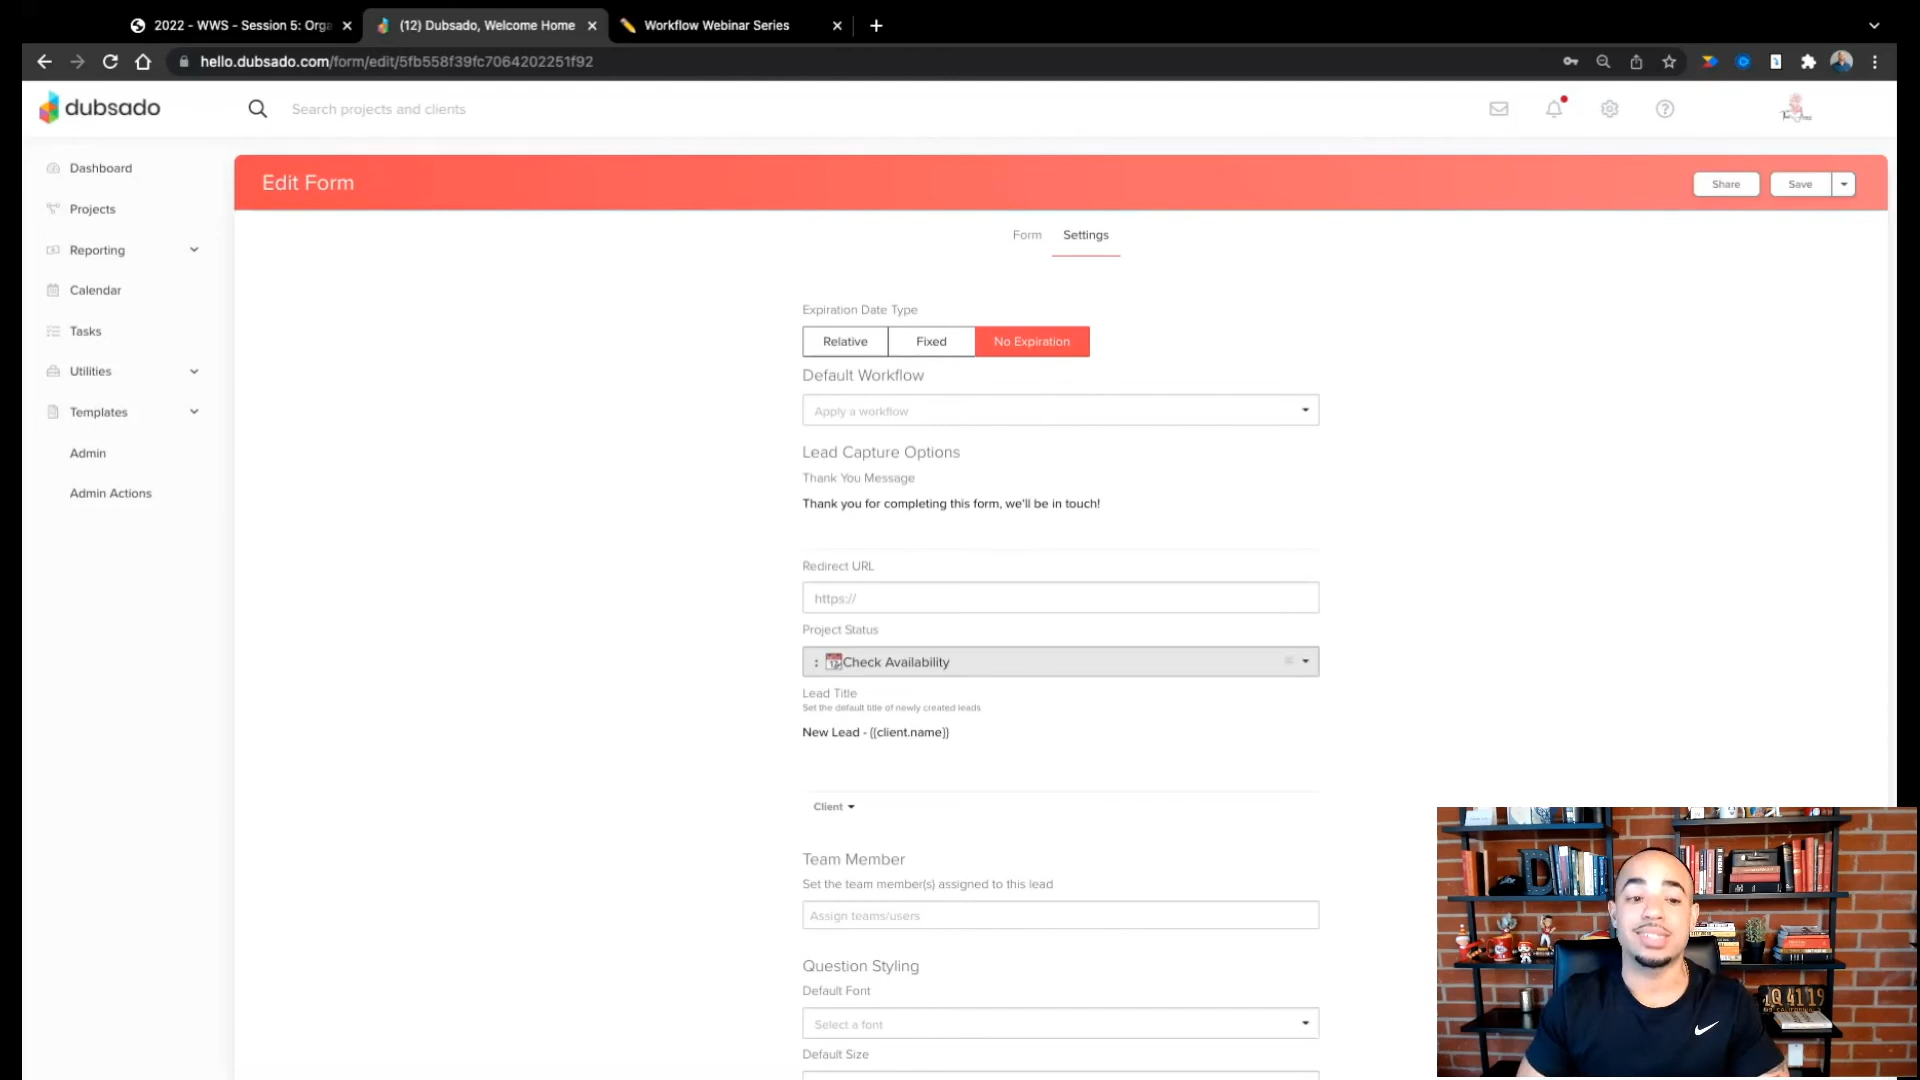 2022 - WWS - Session 5: Orga
(12) Dubsado, Welcome Home
Workflow Webinar Series
hello.dubsado.com/form/edit/5fb558f39fc7064202251f92
dubsado
Search projects and clients
Dashboard
Projects
Reporting
Calendar
Tasks
Utilities
Templates
Admin
Admin Actions
Edit Form
Share
Save
Form
Settings
Expiration Date Type
Relative
Fixed
No Expiration
Default Workflow
Apply a workflow
Lead Capture Options
Thank You Message
Thank you for completing this form, we'll be in touch!
Redirect URL
https://
Project Status
: Check Availability
Lead Title
Set the default title of newly created leads
New Lead - {{client.name}}
Client
Team Member
Set the team member(s) assigned to this lead
Assign teams/users
Question Styling
Default Font
Select a font
Default Size